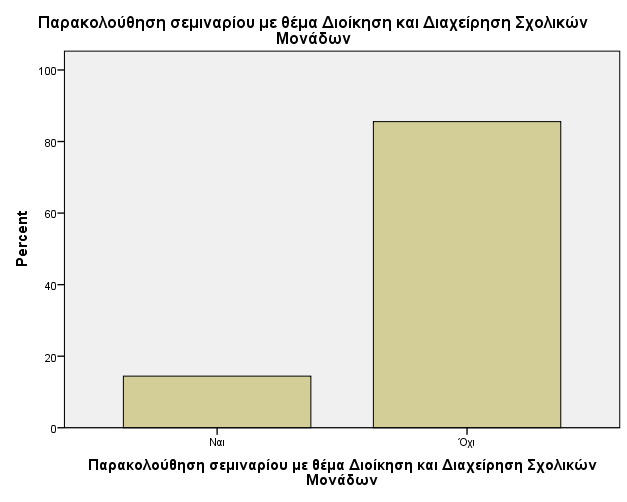 Παρακολούθηση σεμιναρίου με θέμα Διοίκηση και Διαχείρηση Σχολικών
Μονάδων
100
80
60
40
20
0
Percent
Ναι
Όχι
Παρακολούθηση σεμιναρίου με θέμα Διοίκηση και Διαχείρηση Σχολικών
Μονάδων